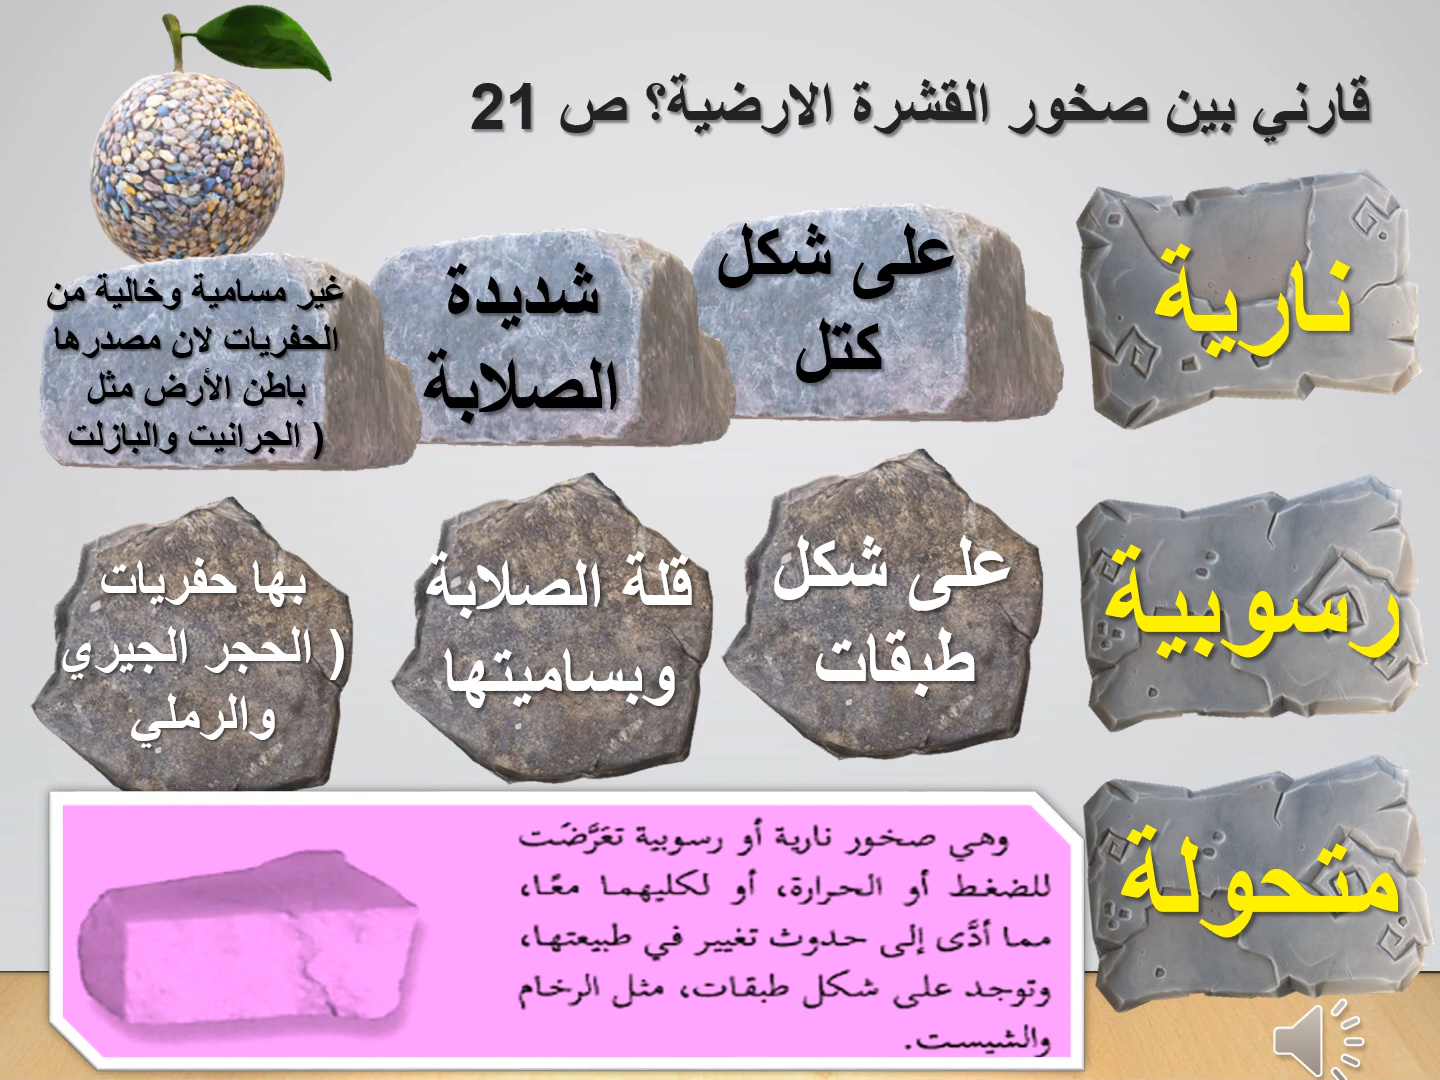 قارني بين صخور القشرة الارضية؟ ص 21
نارية
على شكل
كتل
شديدة
الصلابة
غير مسامية وخالية من
الحفريات لان مصدرها
باطن الأرض مثل
( الجرانيت والبازلت
رسوبية
على شكل
طبقات
قلة الصلابة
وبساميتها
بها حفريات
( الحجر الجيري
والرملي
متحولة
وهي صخور نارية أو رسوبية تعَرَّضَت
للضغط أو الحرارة، أو لكليهما معًا،
مما أدَّى إلى حدوث تغيير في طبيعتها،
وتوجد على شكل طبقات، مثل الرخام
والشيست.